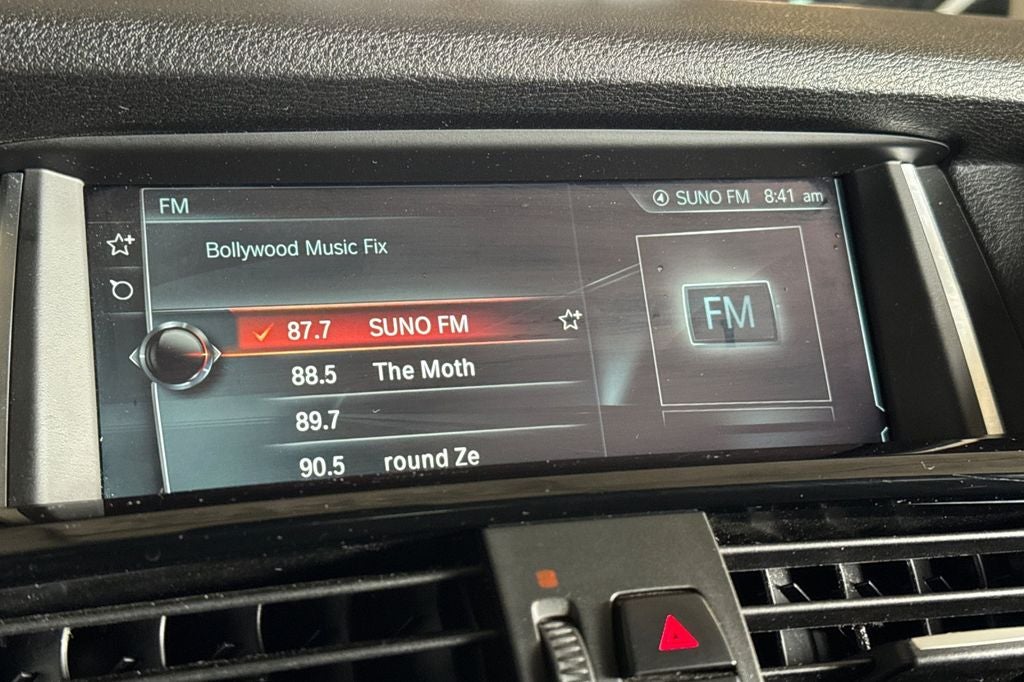 FM
SUNO FM 8:41 am
Bollywood Music Fix
87.7 SUNO FM
88.5 The Moth
89.7
90.5 round Ze
FM